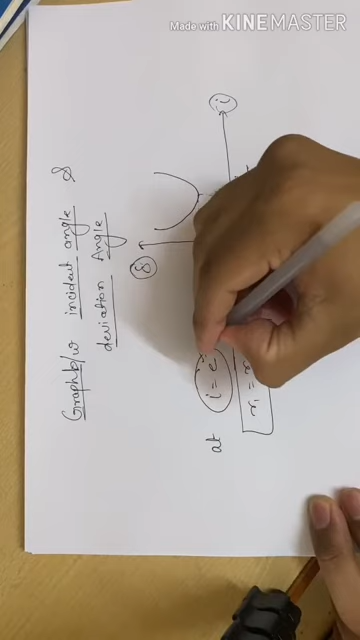 Made with KINEMASTER
Graph b/w incident angle &
deviation Angle
δ
i
at i = e
r₁ = r